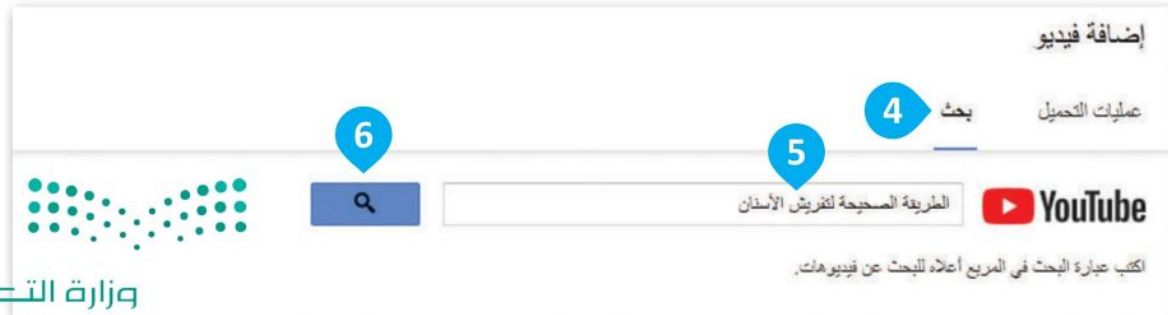 إضافة فيديو
عمليات التحميل بحث 4
6 5
YouTube الطريقة الصحيحة لتفريش الأسنان
اكتب عبارة البحث في المربع أعلاه للبحث عن فيديوهات.
وزارة